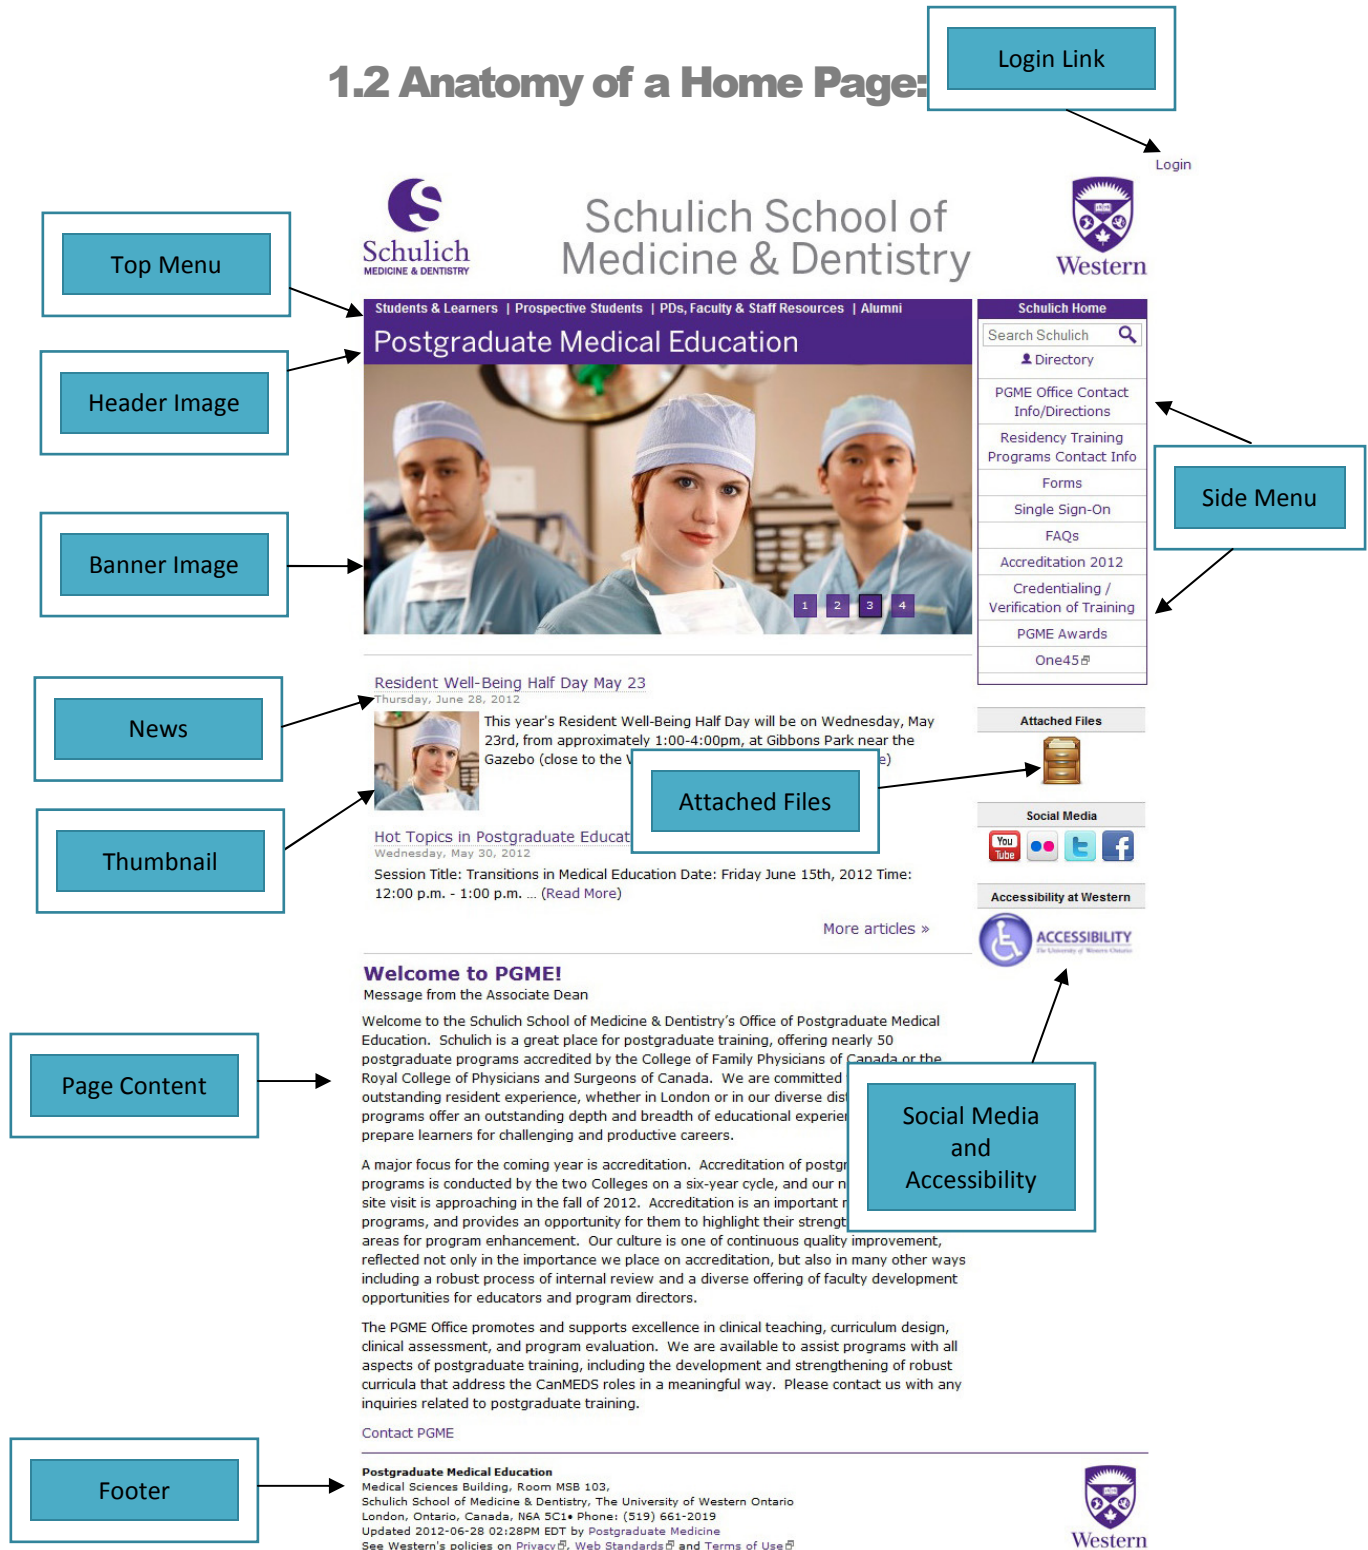 1.2 Anatomy of a Home Page:
Login Link
Login
Schulich
MEDICINE & DENTISTRY
Schulich School of
Medicine & Dentistry
Western
Top Menu
Header Image
Banner Image
News
Thumbnail
Page Content
Footer
Students & Learners | Prospective Students | PDs, Faculty & Staff Resources | Alumni
Postgraduate Medical Education
1 2 3 4
Schulich Home
Search Schulich
Directory
PGME Office Contact
Info/Directions
Residency Training
Programs Contact Info
Forms
Single Sign-On
FAQs
Accreditation 2012
Credentialing /
Verification of Training
PGME Awards
One45
Side Menu
Resident Well-Being Half Day May 23
Thursday, June 28, 2012
This year's Resident Well-Being Half Day will be on Wednesday, May
23rd, from approximately 1:00-4:00pm, at Gibbons Park near the
Gazebo (close to the
e)
Attached Files
Hot Topics in Postgraduate Educat
Wednesday, May 30, 2012
Session Title: Transitions in Medical Education Date: Friday June 15th, 2012 Time:
12:00 p.m. - 1:00 p.m. ... (Read More)
More articles »
Attached Files
Social Media
You
Tube
Accessibility at Western
ACCESSIBILITY
The University of Western Ontario
Social Media
and
Accessibility
Welcome to PGME!
Message from the Associate Dean
Welcome to the Schulich School of Medicine & Dentistry's Office of Postgraduate Medical
Education.  Schulich is a great place for postgraduate training, offering nearly 50
postgraduate programs accredited by the College of Family Physicians of Canada or the
Royal College of Physicians and Surgeons of Canada.  We are committed
outstanding resident experience, whether in London or in our diverse dis
programs offer an outstanding depth and breadth of educational experien
prepare learners for challenging and productive careers.
A major focus for the coming year is accreditation.  Accreditation of postgr
programs is conducted by the two Colleges on a six-year cycle, and our n
site visit is approaching in the fall of 2012.  Accreditation is an important
programs, and provides an opportunity for them to highlight their strengt
areas for program enhancement.  Our culture is one of continuous quality improvement,
reflected not only in the importance we place on accreditation, but also in many other ways
including a robust process of internal review and a diverse offering of faculty development
opportunities for educators and program directors.
The PGME Office promotes and supports excellence in clinical teaching, curriculum design,
clinical assessment, and program evaluation.  We are available to assist programs with all
aspects of postgraduate training, including the development and strengthening of robust
curricula that address the CanMEDS roles in a meaningful way.  Please contact us with any
inquiries related to postgraduate training.
Contact PGME
Postgraduate Medical Education
Medical Sciences Building, Room MSB 103,
Schulich School of Medicine & Dentistry, The University of Western Ontario
London, Ontario, Canada, N6A 5C1• Phone: (519) 661-2019
Updated 2012-06-28 02:28PM EDT by Postgraduate Medicine
See Western's policies on Privacy, Web Standards and Terms of Use
Western